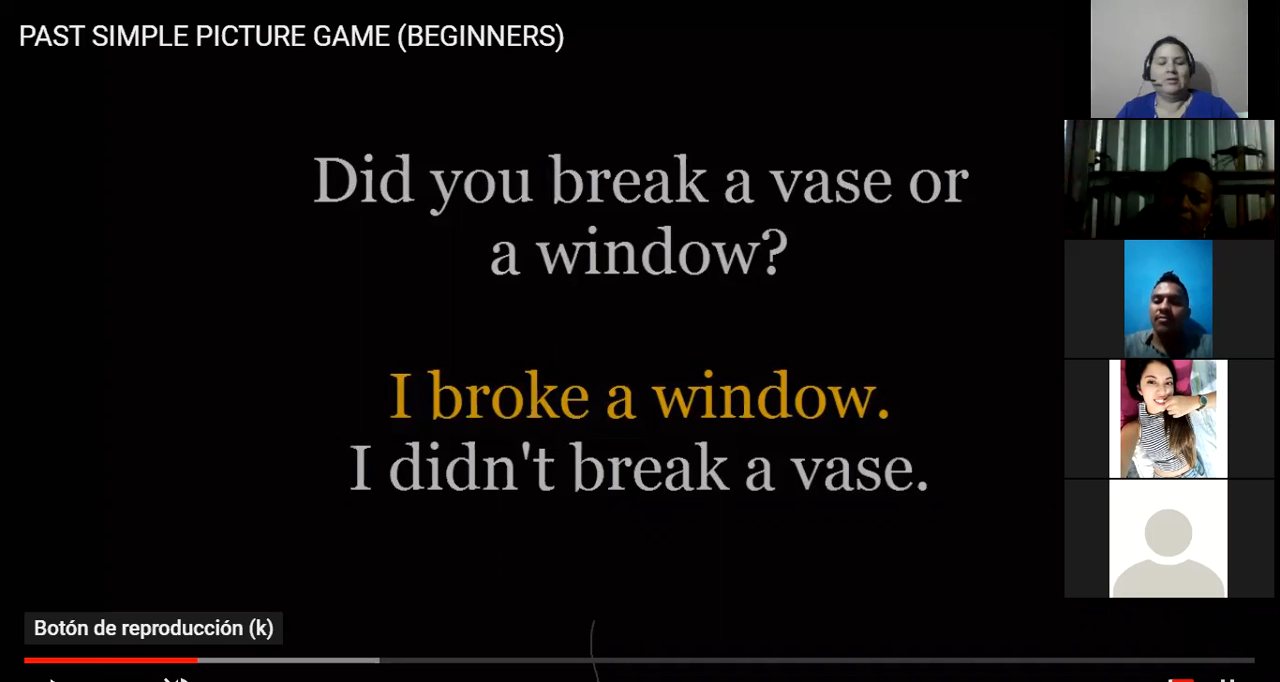 PAST SIMPLE PICTURE GAME (BEGINNERS)
Did you break a vase or
a window?
I broke a window.
I didn't break a vase.
Botón de reproducción (k)